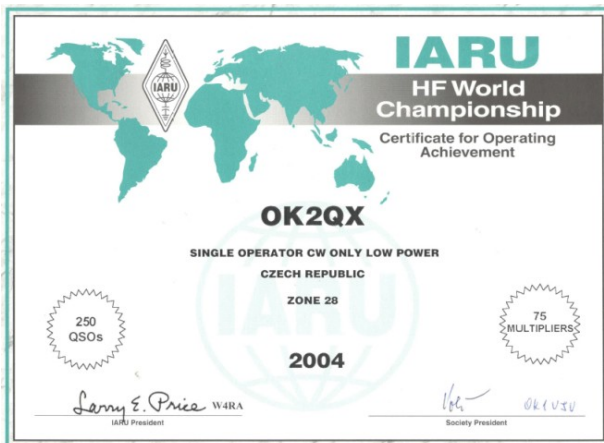 IARU
IARU
HF World
Championship
Certificate for Operating
Achievement
OK2QX
SINGLE OPERATOR CW ONLY LOW POWER
CZECH REPUBLIC
ZONE 28
IARU
250
QSOs
75
MULTIPLIERS
2004
Larry E. Price W4RA
IARU President
OK1VJV
Society President